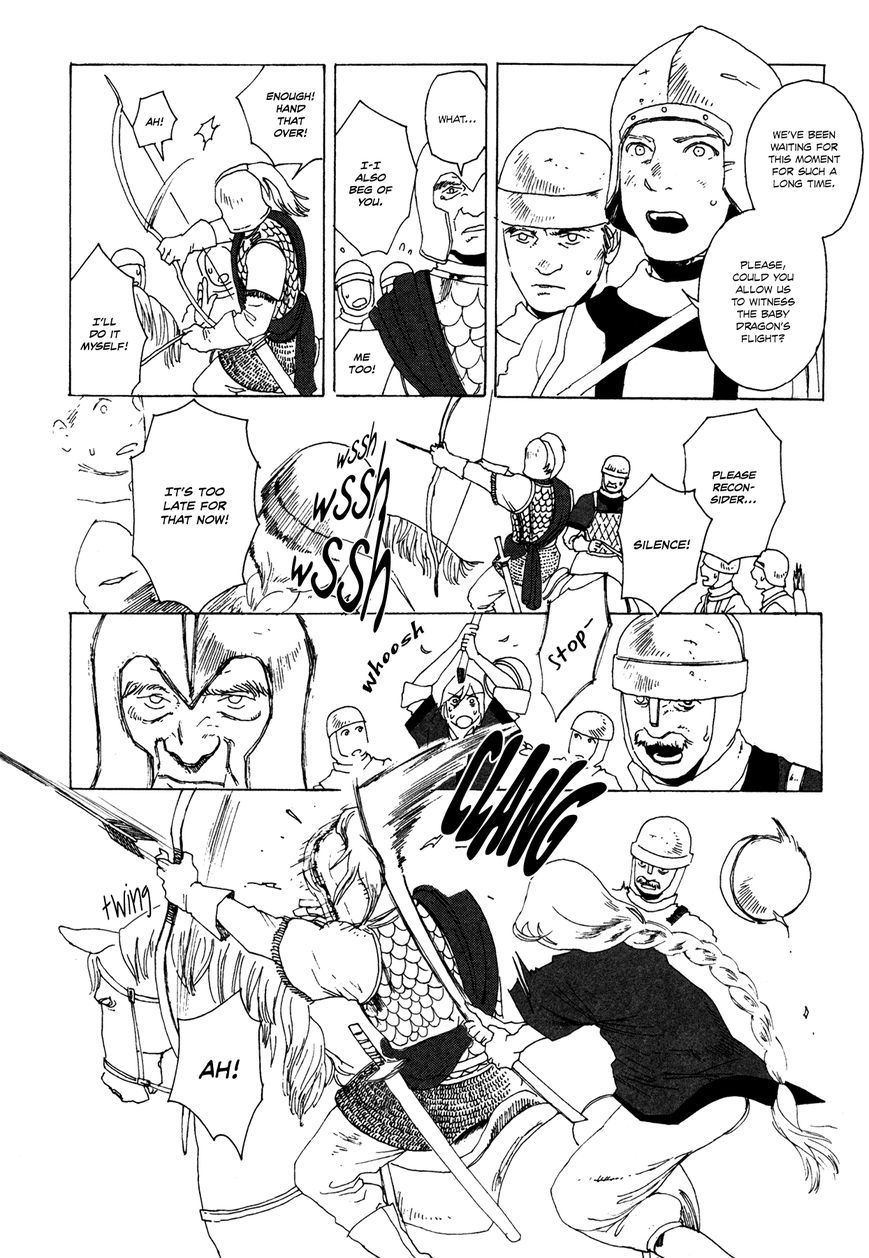 WE'VE BEEN
WAITING FOR
THIS MOMENT
FOR SUCH A
LONG TIME.
PLEASE,
COULD YOU
ALLOW US
TO WITNESS
THE BABY
DRAGON'S
FLIGHT?
WHAT...
I-I
ALSO
BEG OF
YOU.
ME
TOO!
ENOUGH!
HAND
THAT
OVER!
AH!
I'LL
DO IT
MYSELF!
PLEASE
RECON-
SIDER...
SILENCE!
wssh
wssh
wssh
IT'S TOO
LATE FOR
THAT NOW!
Stop-
whoosh
CLANG
twing
AH!